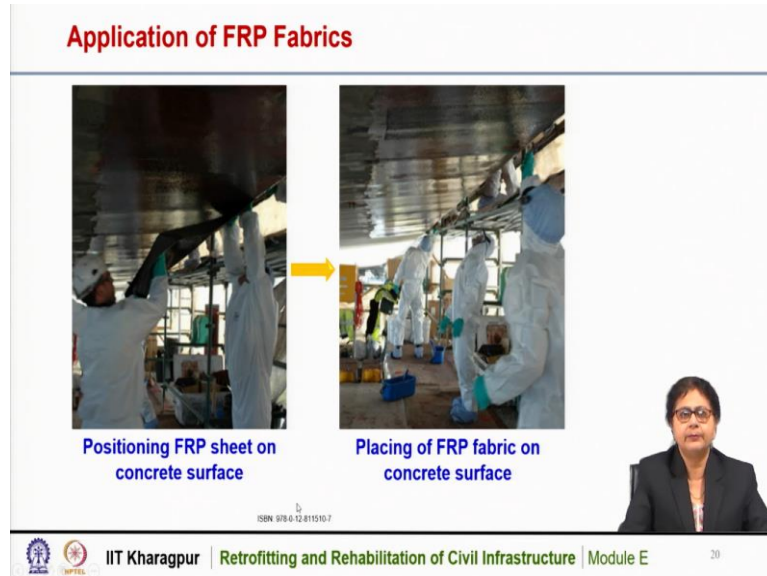 Application of FRP Fabrics
Positioning FRP sheet on
concrete surface
Placing of FRP fabric on
concrete surface
ISBN: 978-0-12-811510-7
NPTEL
IIT Kharagpur | Retrofitting and Rehabilitation of Civil Infrastructure | Module E
20